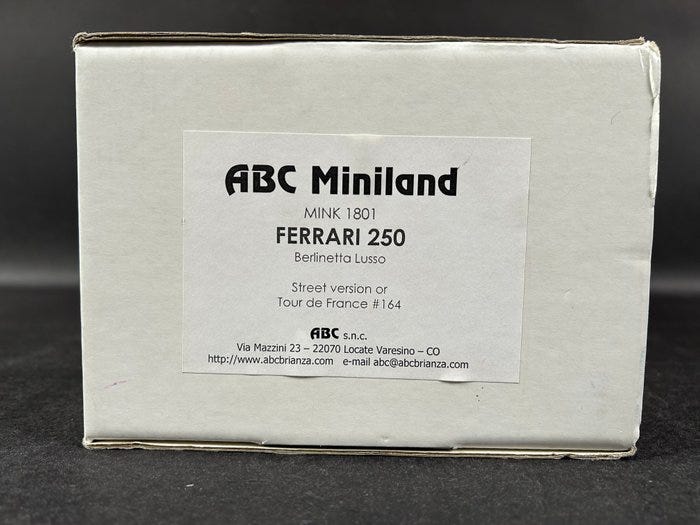 ABC Miniland
MINK 1801
FERRARI 250
Berlinetta Lusso
Street version or
Tour de France #164
ABC s.n.c.
Via Mazzini 23 – 22070 Locate Varesino – CO
http://www.abcbrianza.com e-mail abc@abcbrianza.com